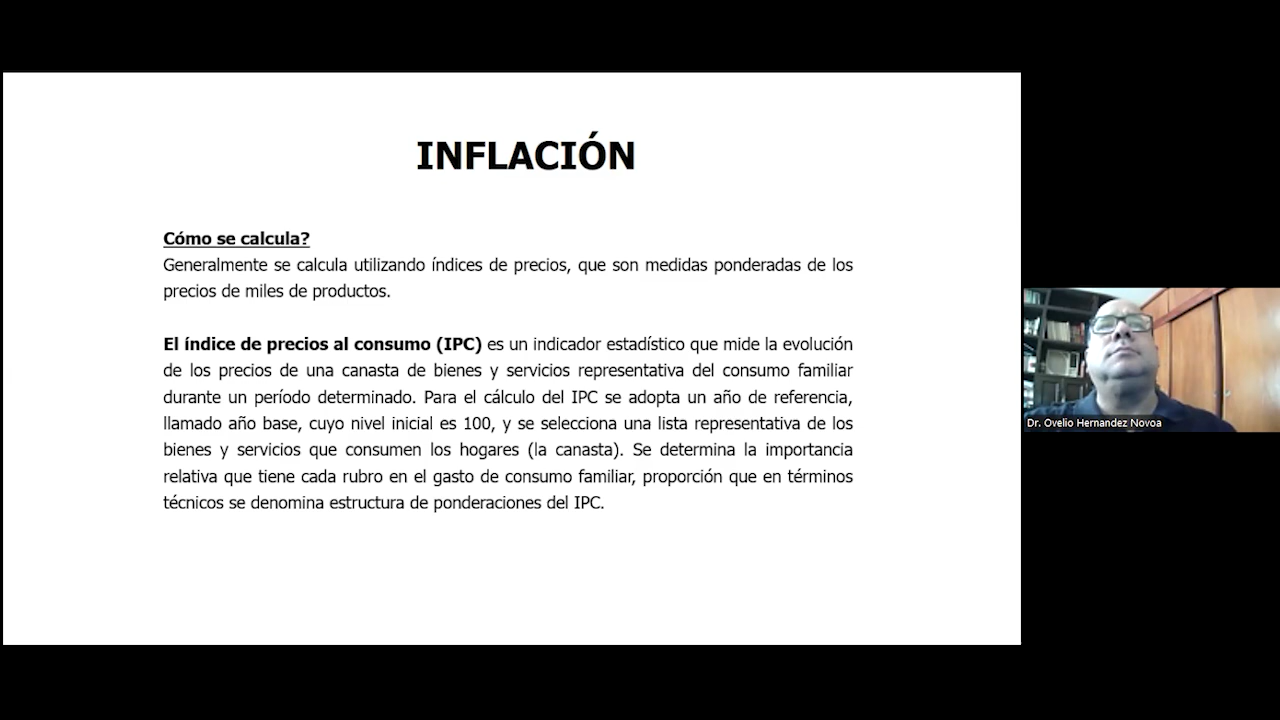 INFLACIÓN
Cómo se calcula?
Generalmente se calcula utilizando índices de precios, que son medidas ponderadas de los
precios de miles de productos.
El índice de precios al consumo (IPC) es un indicador estadístico que mide la evolución
de los precios de una canasta de bienes y servicios representativa del consumo familiar
durante un período determinado. Para el cálculo del IPC se adopta un año de referencia,
llamado año base, cuyo nivel inicial es 100, y se selecciona una lista representativa de los
bienes y servicios que consumen los hogares (la canasta). Se determina la importancia
relativa que tiene cada rubro en el gasto de consumo familiar, proporción que en términos
técnicos se denomina estructura de ponderaciones del IPC.
Dr. Ovelio Hernandez Novoa